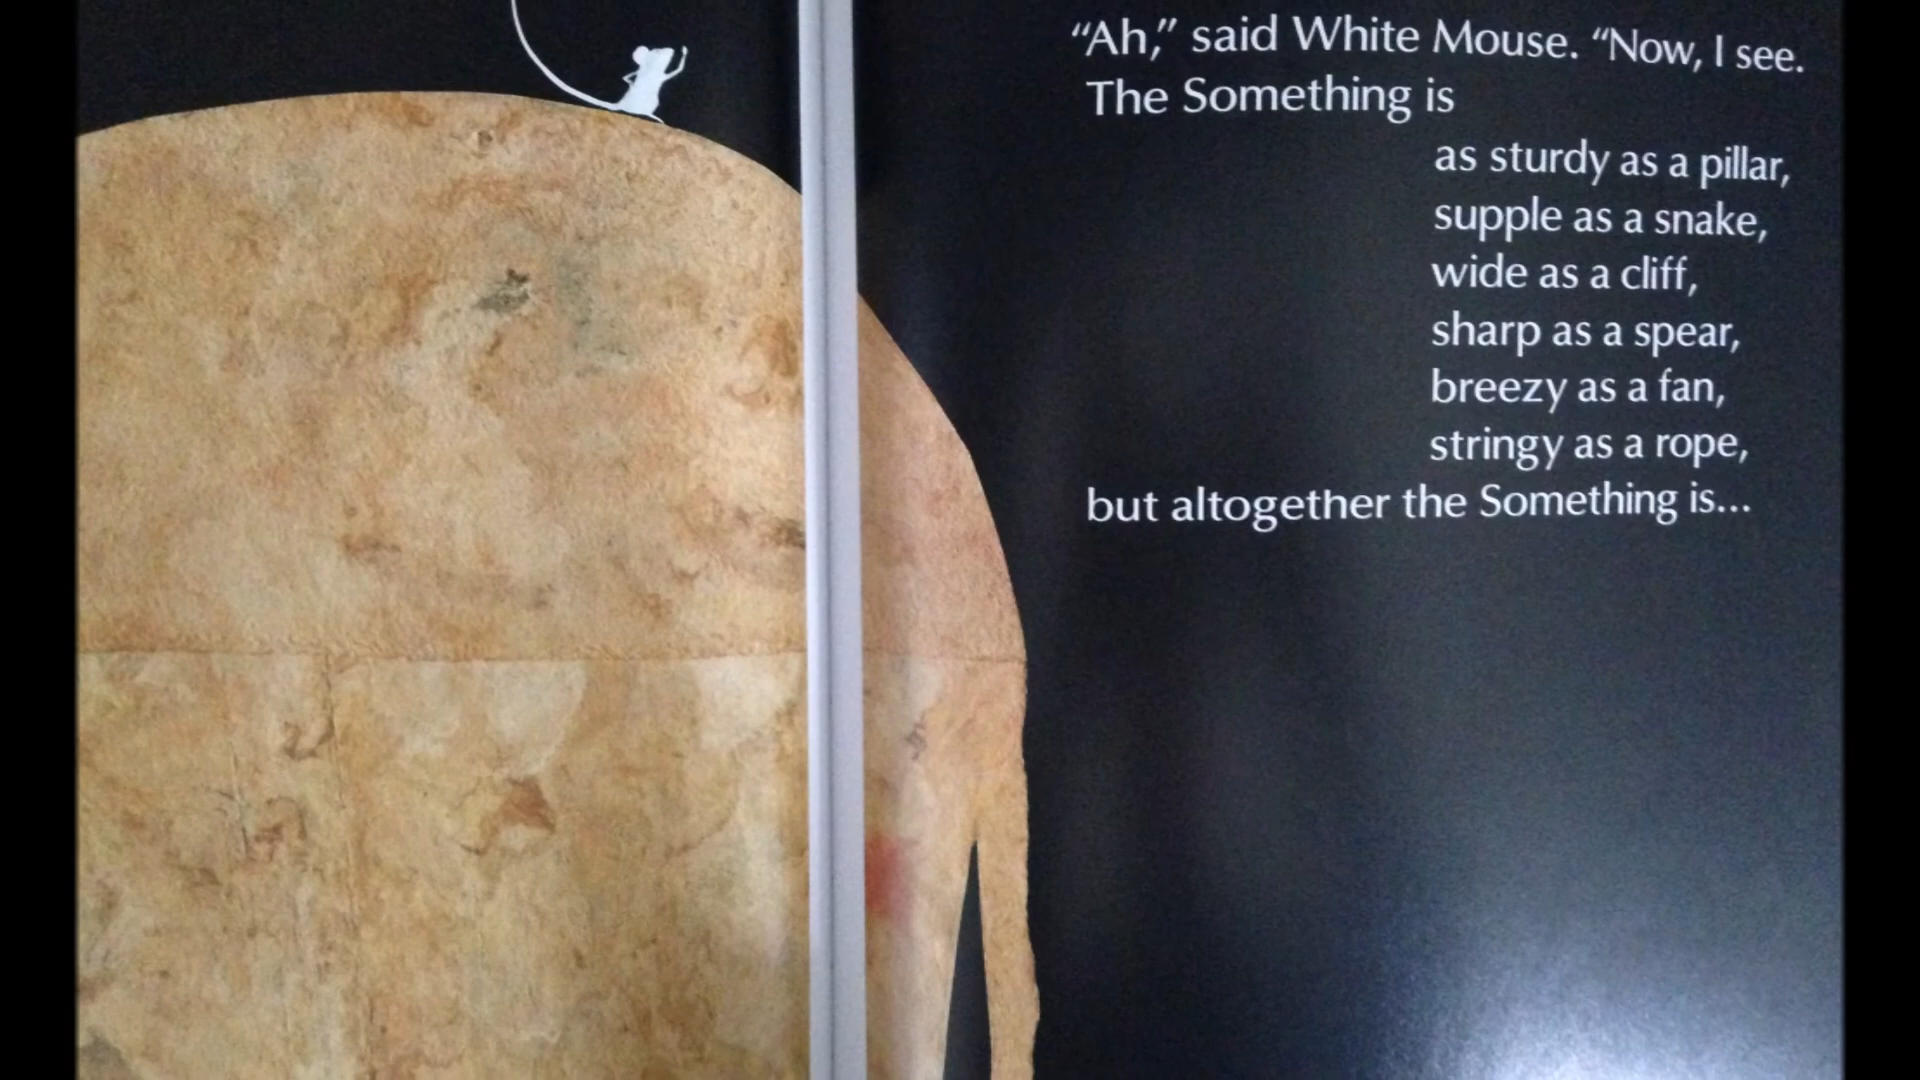 “Ah,” said White Mouse. “Now, I see.
The Something is
as sturdy as a pillar,
supple as a snake,
wide as a cliff,
sharp as a spear,
breezy as a fan,
stringy as a rope,
but altogether the Something is...